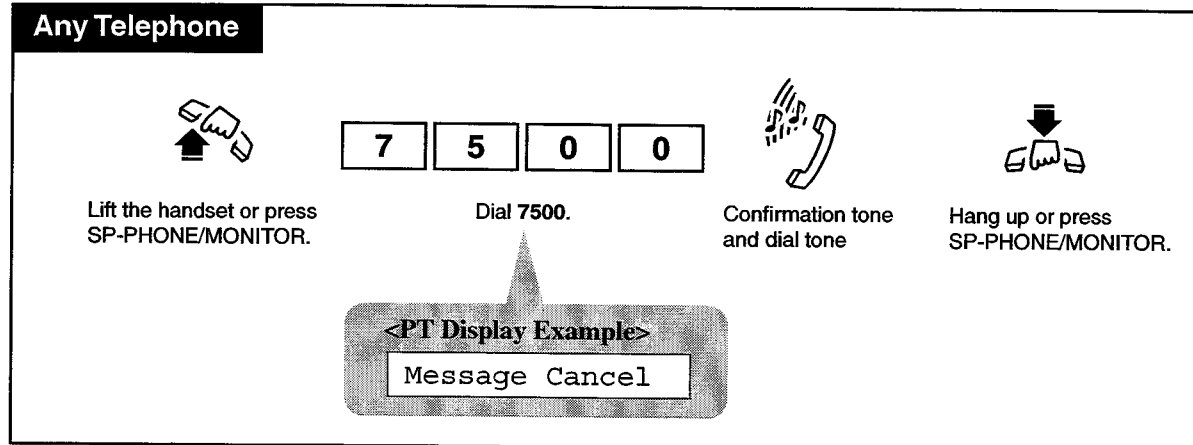 Any Telephone
7 5 0 0
Lift the handset or press
SP-PHONE/MONITOR.
Dial 7500.
Confirmation tone
and dial tone
Hang up or press
SP-PHONE/MONITOR.
<PT Display Example>
Message Cancel